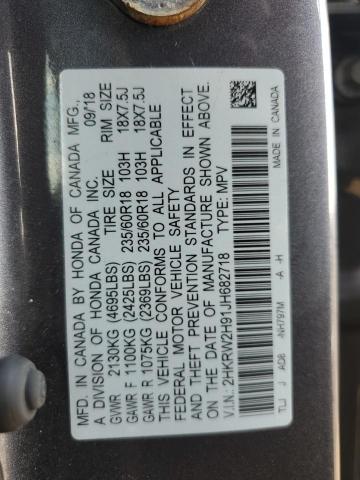 MFD. IN CANADA BY HONDA OF CANADA MFG.,
A DIVISION OF HONDA CANADA INC. 09/18
TIRE SIZE RIM SIZE
GVWR 2130KG (4695LBS)
GAWR F 1100KG (2425LBS) 235/60R18 103H 18X7.5J
GAWR R 1075KG (2369LBS) 235/60R18 103H 18X7.5J
THIS VEHICLE CONFORMS TO ALL APPLICABLE
FEDERAL MOTOR VEHICLE SAFETY
AND THEFT PREVENTION STANDARDS IN EFFECT
ON THE DATE OF MANUFACTURE SHOWN ABOVE.
V.I.N.: 2HKRW2H91JH682718 TYPE: MPV
J AD8 -NH797M -A -H MADE IN CANADA